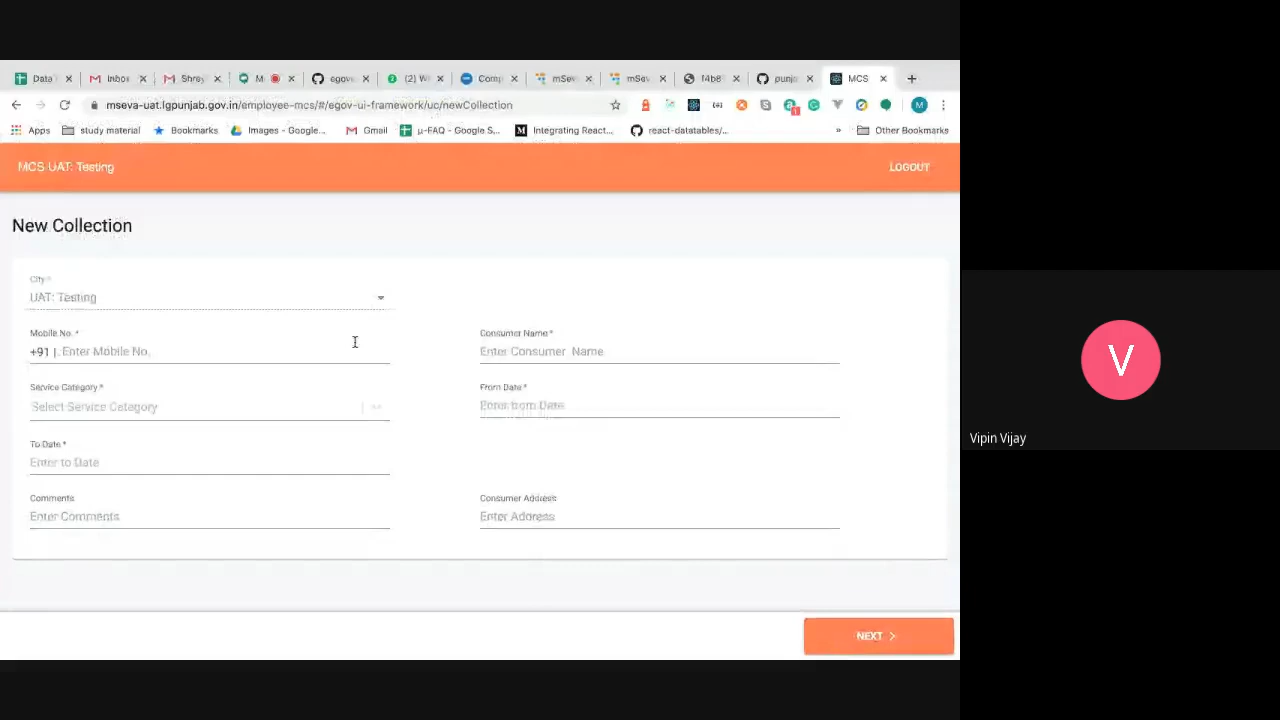 Data
Inbox
Shrey
M
egov
(2) W
Comp
mSev
mSev
f4b8
punja
MCS
mseva-uat.lgpunjab.gov.in/employee-mcs/#/egov-ui-framework/uc/newCollection
M
Apps
study material
Bookmarks
Images - Google...
Gmail
μ-FAQ - Google S...
Integrating React...
react-datatables/...
»
Other Bookmarks
MCS UAT: Testing
LOGOUT
New Collection
City *
UAT: Testing
Mobile No. *
Consumer Name *
+91 | Enter Mobile No.
Enter Consumer Name
Service Category *
From Date *
Select Service Category
Enter from Date
To Date *
Enter to Date
Comments
Consumer Address
Enter Comments
Enter Address
NEXT
V
Vipin Vijay